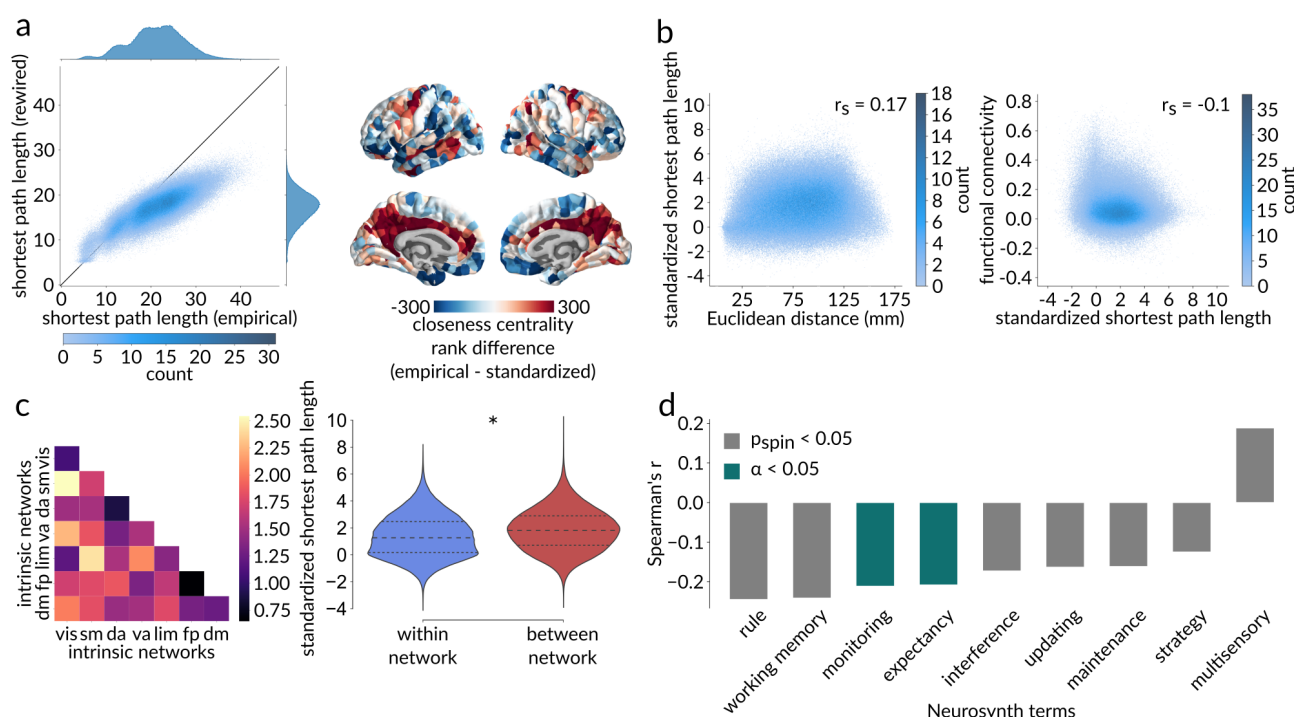 a
shortest path length (rewired)
40
30
20
10
0
0 10 20 30 40
shortest path length (empirical)
0 5 10 15 20 25 30
count
-300 300
closeness centrality
rank difference
(empirical - standardized)
b
standardized shortest path length
10
8
6
4
2
0
-2
-4
rs = 0.17
25 75 125 175
Euclidean distance (mm)
18
16
14
12
10
8
6
4
2
0
count
functional connectivity
0.8
0.6
0.4
0.2
0.0
-0.2
-0.4
rs = -0.1
-4 -2 0 2 4 6 8 10
standardized shortest path length
35
30
25
20
15
10
5
0
count
c
intrinsic networks
dm fp lim va da sm vis
vis sm da va lim fp dm
intrinsic networks
2.50
2.25
2.00
1.75
1.50
1.25
1.00
0.75
standardized shortest path length
10
8
6
4
2
0
−2
−4
*
within
network
between
network
d
Spearman's r
0.2
0.1
0.0
−0.1
−0.2
pspin < 0.05
α < 0.05
rule
working memory
monitoring
expectancy
interference
updating
maintenance
strategy
multisensory
Neurosynth terms